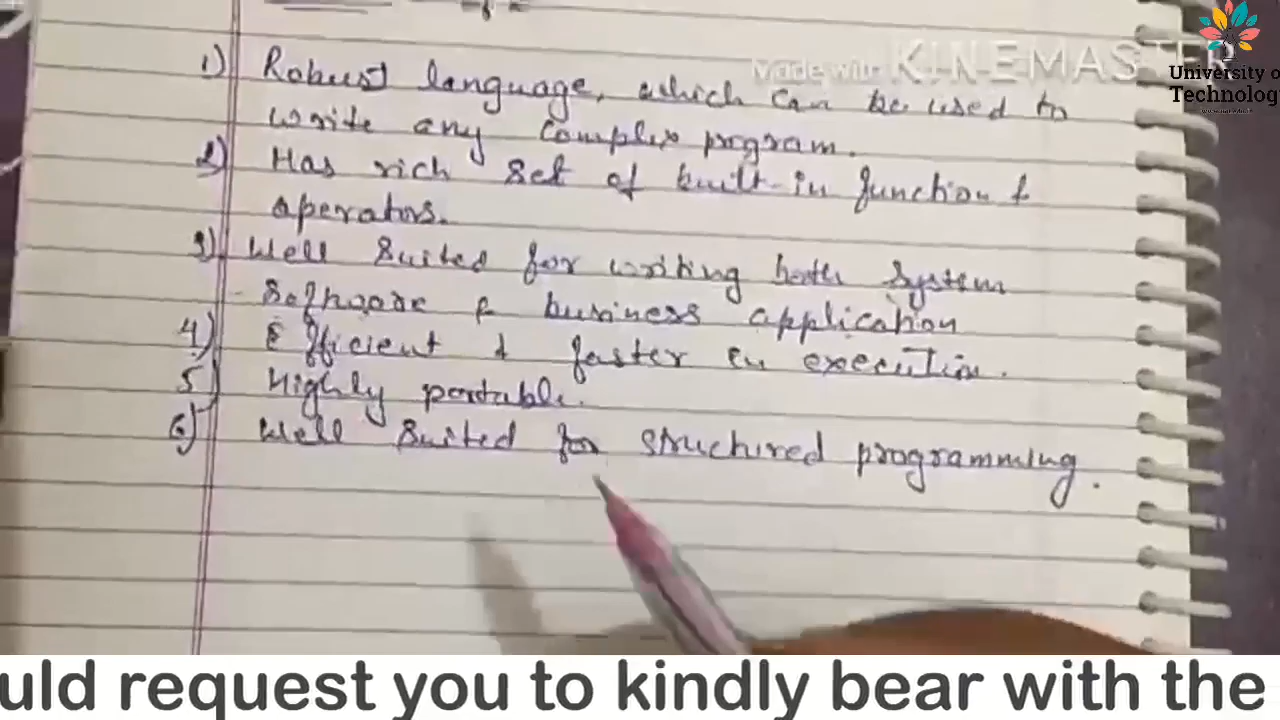 Made with KINEMASTER
University of
Technology
1) Robust language, which can be used to
write any complex program.
2) Has rich set of built-in function &
operators.
3) Well suited for writing both system
software & business application
4) Efficient & faster in execution.
5) Highly portable.
6) Well suited for structured programming.
uld request you to kindly bear with the